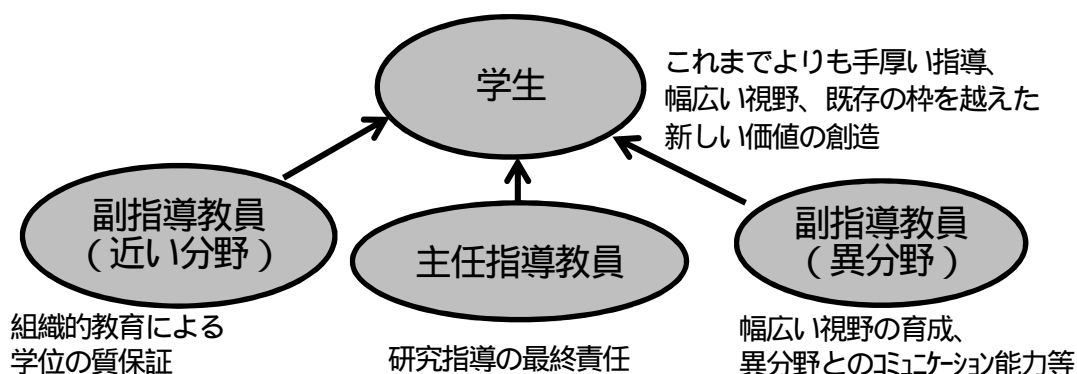 学生
これまでよりも手厚い指導、
幅広い視野、既存の枠を越えた
新しい価値の創造
副指導教員
(近い分野)
主任指導教員
副指導教員
(異分野)
組織的教育による
学位の質保証
研究指導の最終責任
幅広い視野の育成、
異分野とのコミュニケーション能力等